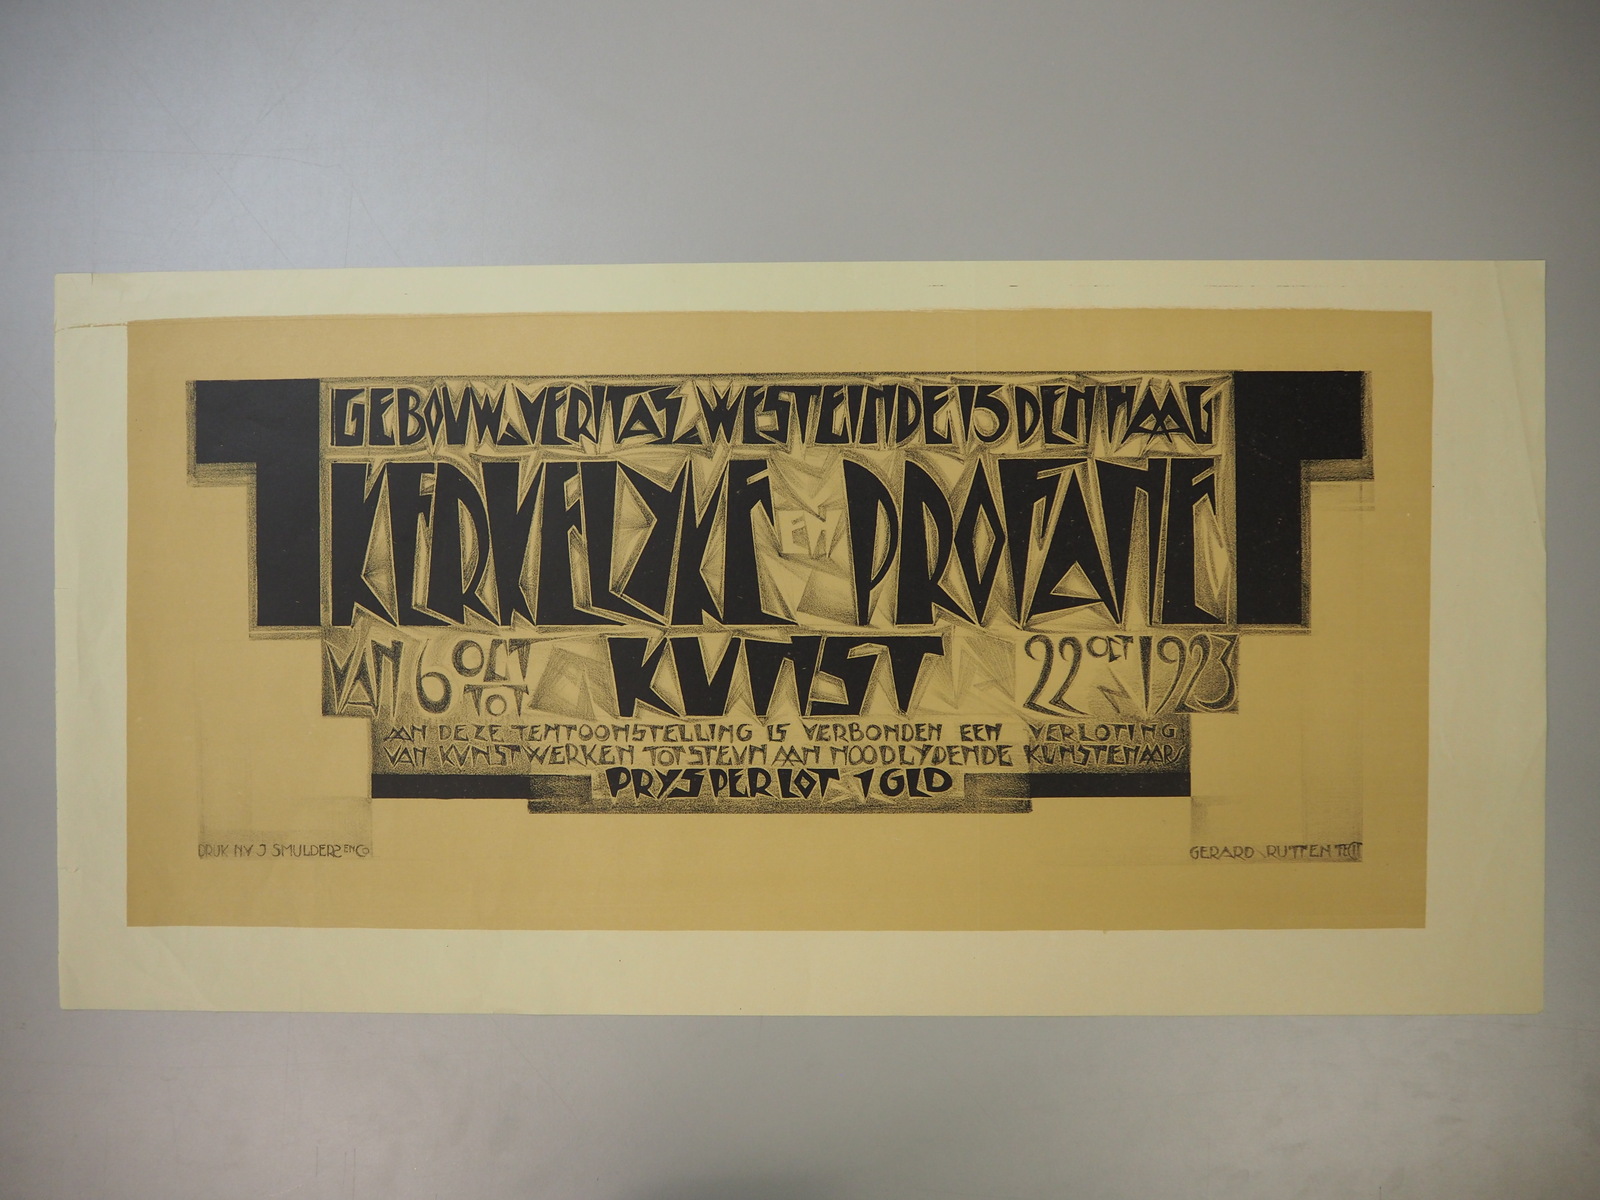 GEBOUW „VERITAS„ WESTEINDE 15 DEN HAAG
KERKELYKE EN PROFANE
VAN 6 OCT TOT KUNST 22 OCT 1923
AAN DEZE TENTOONSTELLING IS VERBONDEN EEN VERLOTING
VAN KUNSTWERKEN TOT STEUN AAN NOODLYDENDE KUNSTENAARS
PRYS PER LOT 1 GLD
DRUK N.V J SMULDERS EN Co
GERARD RUTTEN FECIT